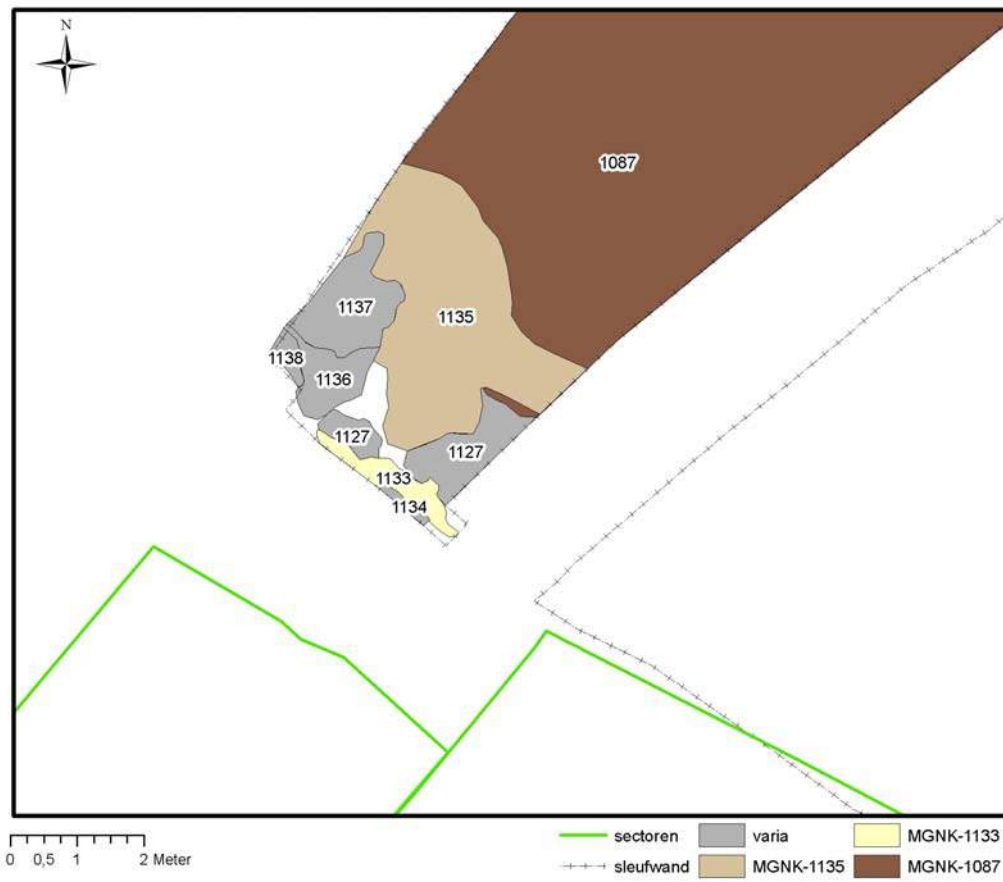 N
1087
1137
1135
1138
1136
1127
1127
1133
1134
0 0,5 1 2 Meter
sectoren
varia
MGNK-1133
sleufwand
MGNK-1135
MGNK-1087